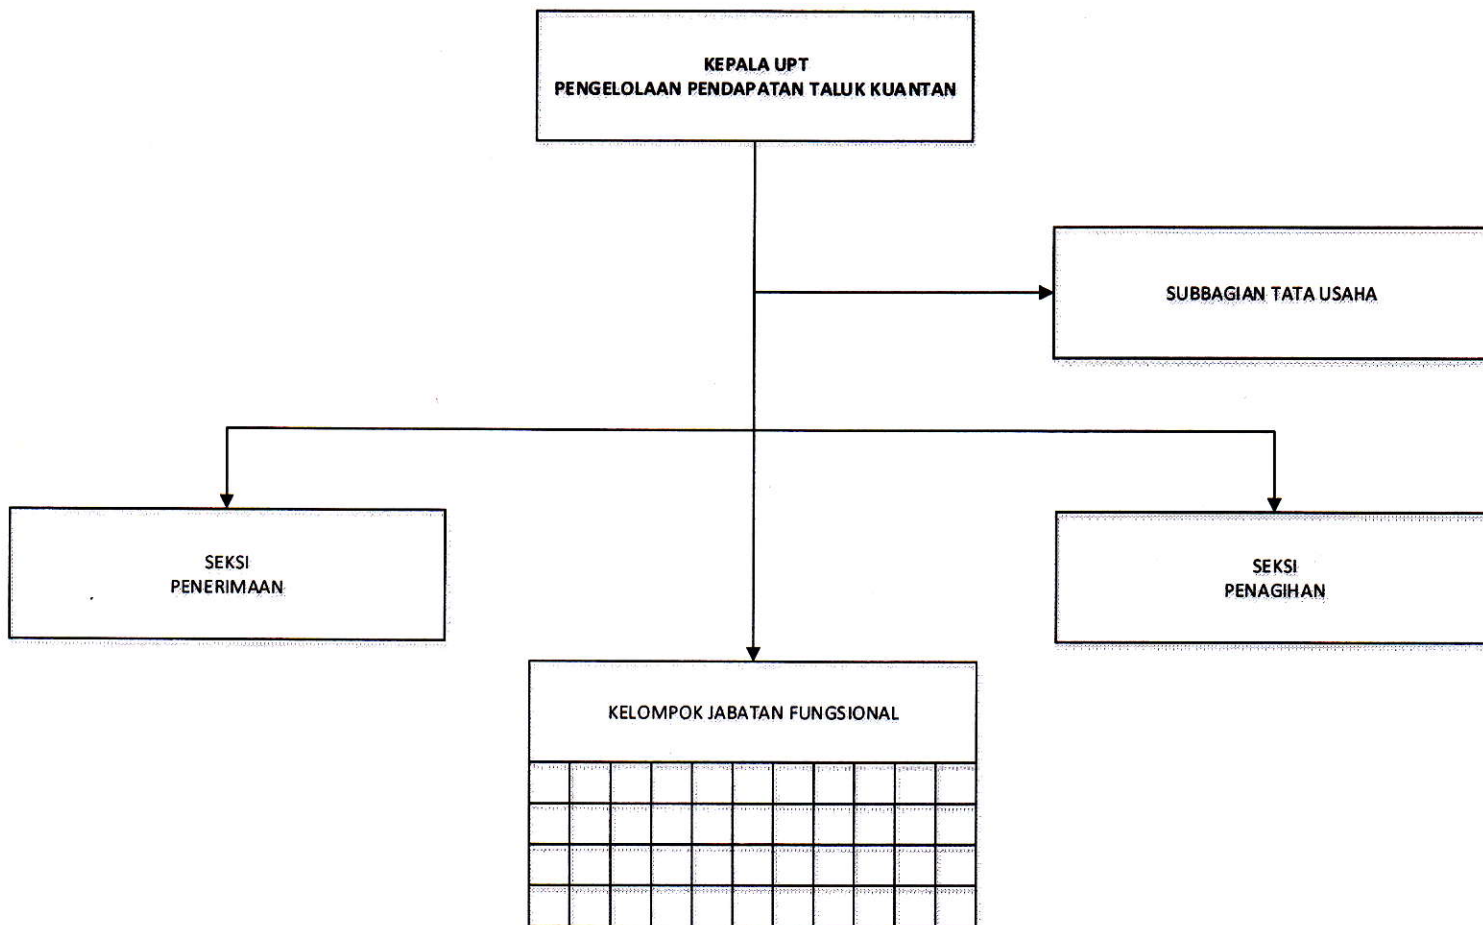 KEPALA UPT
PENGELOLAAN PENDAPATAN TALUK KUANTAN
SUBBAGIAN TATA USAHA
SEKSI
PENERIMAAN
SEKSI
PENAGIHAN
KELOMPOK JABATAN FUNGSIONAL